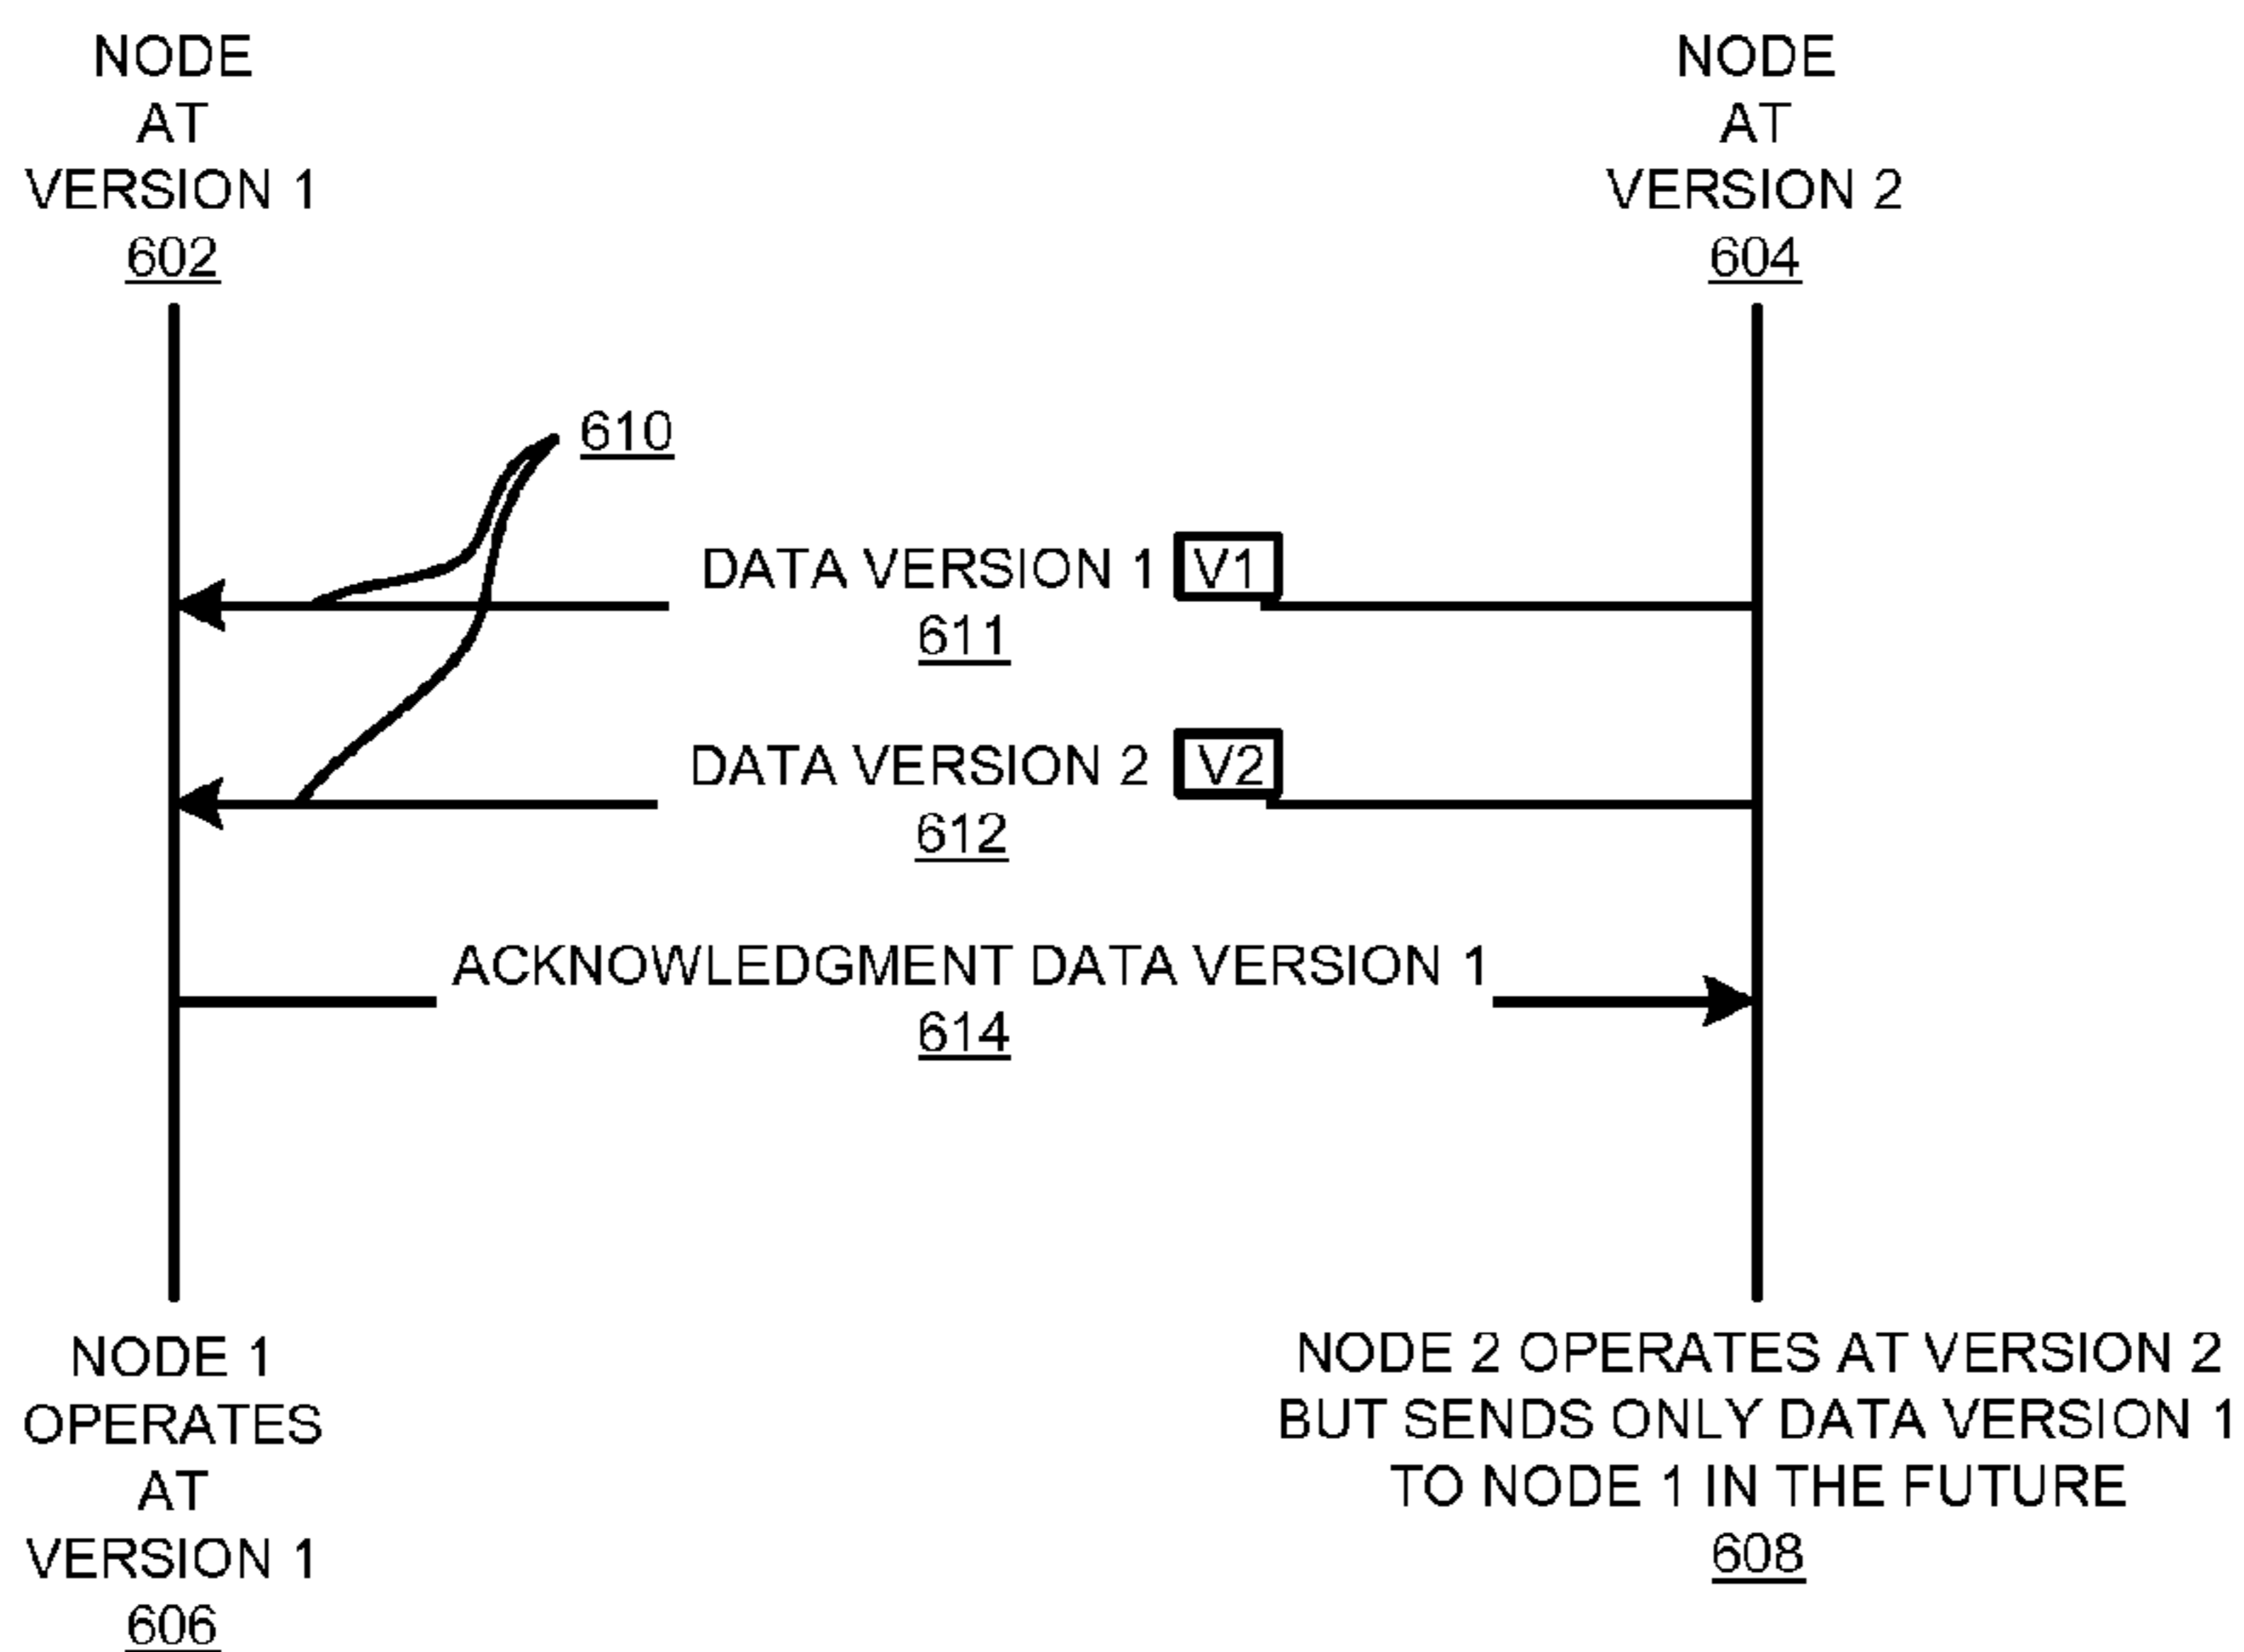 NODE
AT
VERSION 1
602
NODE
AT
VERSION 2
604
610
DATA VERSION 1 V1
611
DATA VERSION 2 V2
612
ACKNOWLEDGMENT DATA VERSION 1
614
NODE 1
OPERATES
AT
VERSION 1
606
NODE 2 OPERATES AT VERSION 2
BUT SENDS ONLY DATA VERSION 1
TO NODE 1 IN THE FUTURE
608